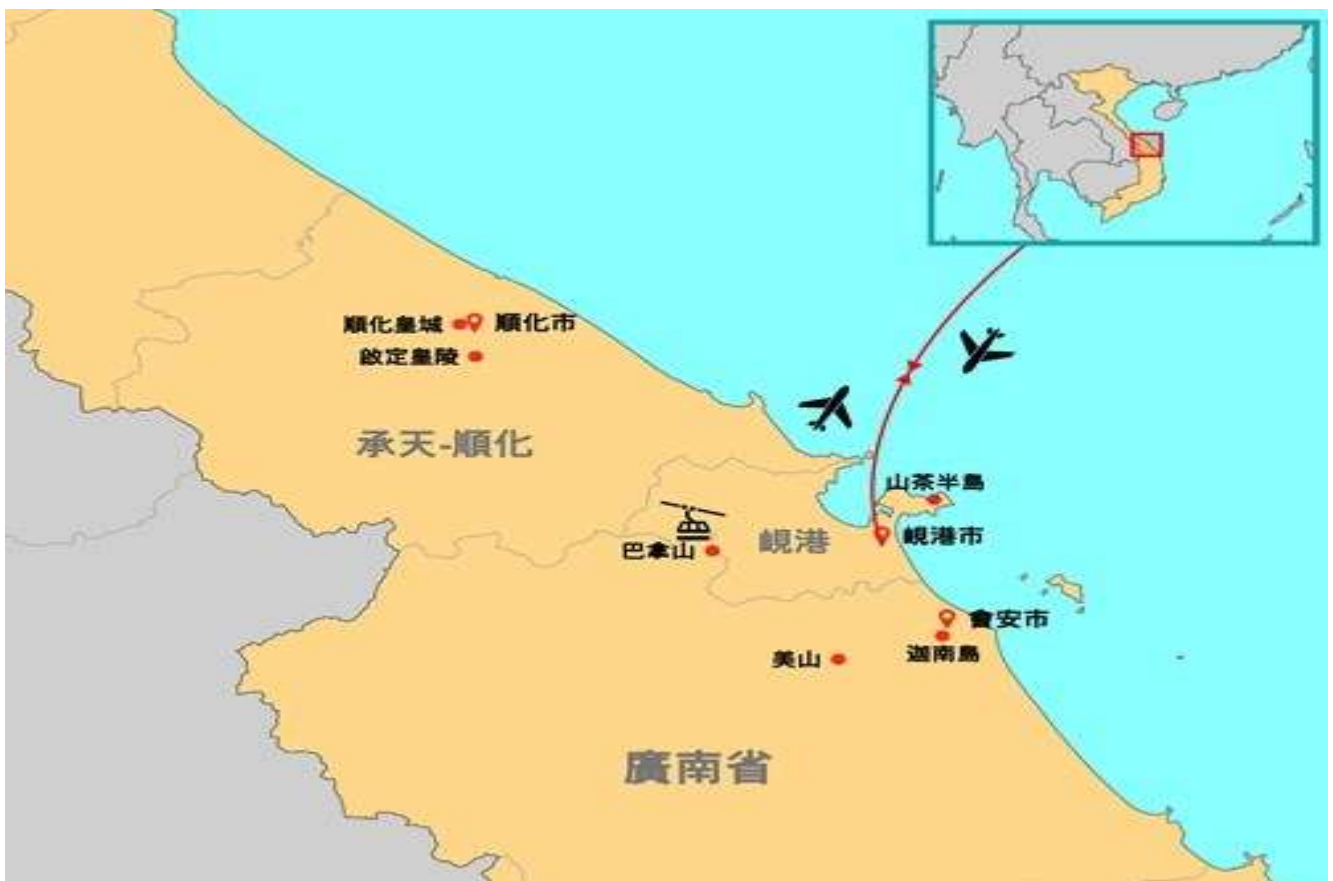 順化皇城
順化市
啟定皇陵
承天-順化
山茶半島
峴港
峴港市
巴拿山
會安市
迦南島
美山
廣南省